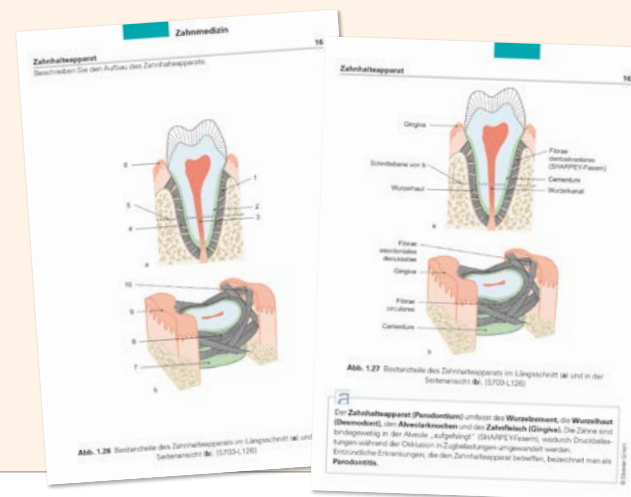 Zahnmedizin
Zahnhalteapparat
16
Beschreiben Sie den Aufbau des Zahnhalteapparats.
6
1
5
2
4
3
a
10
9
8
7
b
Abb. 1.26 Bestandteile des Zahnhalteapparats im Längsschnitt (a) und in der
Seitenansicht (b). [S703-L126]
Zahnhalteapparat
16
Gingiva
Fibrae
dentoalveolares
(SHARPEY-Fasern)
Schnittebene von b
Cementum
Wurzelhaut
Wurzelkanal
a
Fibrae
interdentales
decussatae
Gingiva
Fibrae
circulares
Cementum
b
Abb. 1.27 Bestandteile des Zahnhalteapparats im Längsschnitt (a) und in der
Seitenansicht (b). [S703-L126]
a
Der Zahnhalteapparat (Parodontium) umfasst das Wurzelzement, die Wurzelhaut
(Desmodont), den Alveolarknochen und das Zahnfleisch (Gingiva). Die Zähne sind
bindegewebig in der Alveole „aufgehängt“ (SHARPEY-Fasern), wodurch Druckbelas-
tungen während der Okklusion in Zugbelastungen umgewandelt werden.
Entzündliche Erkrankungen, die den Zahnhalteapparat betreffen, bezeichnet man als
Parodontitis.
© Elsevier GmbH